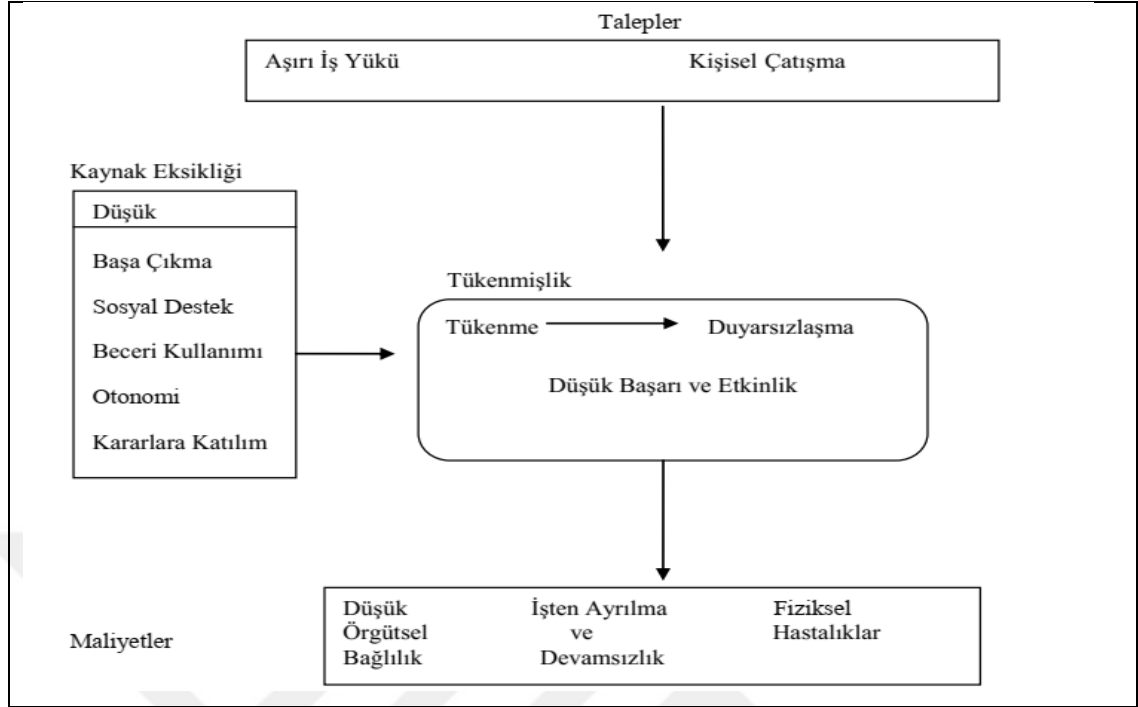 Talepler
Aşırı İş Yükü Kişisel Çatışma
Kaynak Eksikliği
Düşük
Başa Çıkma
Sosyal Destek
Beceri Kullanımı
Otonomi
Kararlara Katılım
Tükenmişlik
Tükenme Duyarsızlaşma
Düşük Başarı ve Etkinlik
Maliyetler
Düşük
Örgütsel
Bağlılık
İşten Ayrılma
ve
Devamsızlık
Fiziksel
Hastalıklar